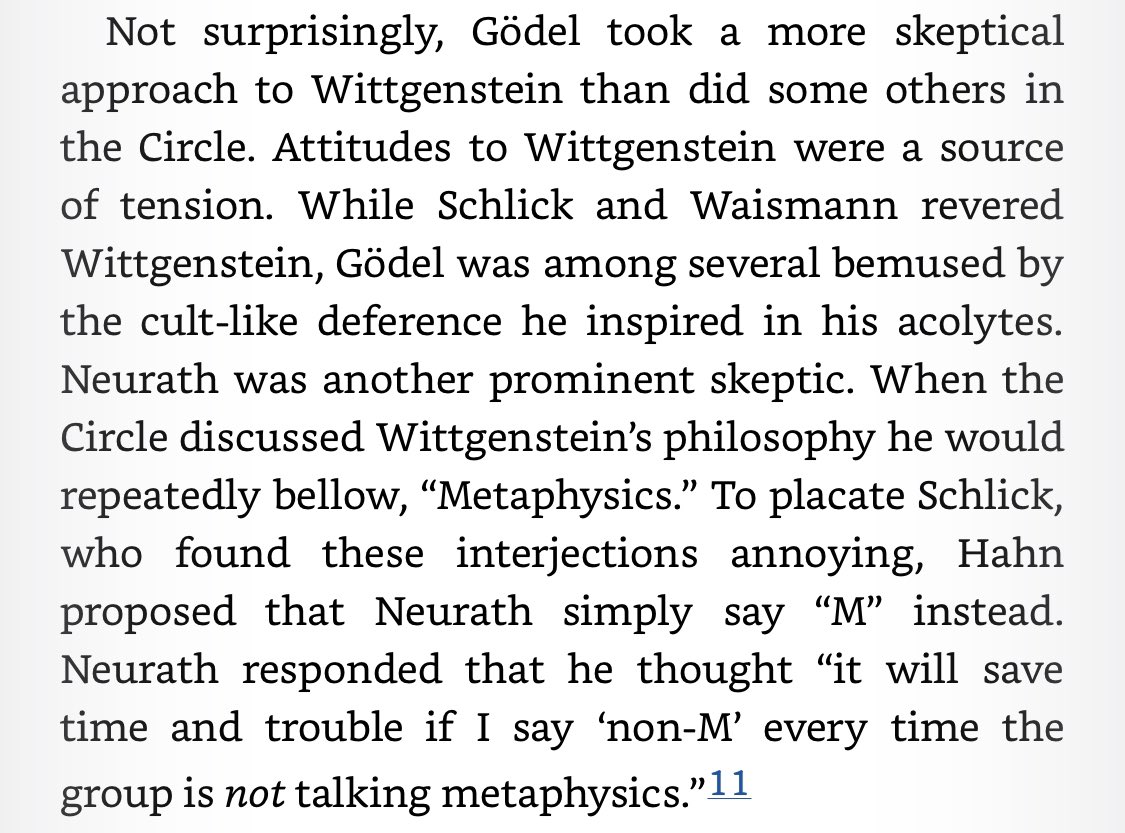 Not surprisingly, Gödel took a more skeptical
approach to Wittgenstein than did some others in
the Circle. Attitudes to Wittgenstein were a source
of tension. While Schlick and Waismann revered
Wittgenstein, Gödel was among several bemused by
the cult-like deference he inspired in his acolytes.
Neurath was another prominent skeptic. When the
Circle discussed Wittgenstein’s philosophy he would
repeatedly bellow, “Metaphysics.” To placate Schlick,
who found these interjections annoying, Hahn
proposed that Neurath simply say “M” instead.
Neurath responded that he thought “it will save
time and trouble if I say ‘non-M’ every time the
group is not talking metaphysics.”11